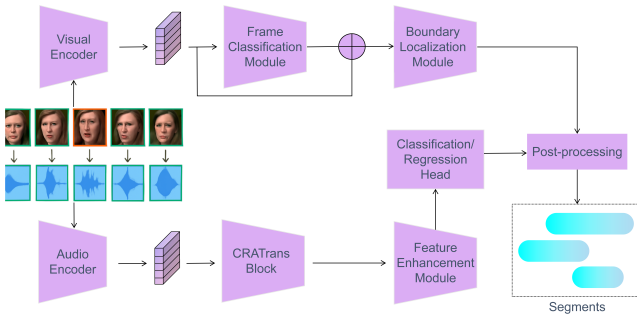 Visual
Encoder
Frame
Classification
Module
Boundary
Localization
Module
Classification/
Regression
Head
Post-processing
Audio
Encoder
CRATrans
Block
Feature
Enhancement
Module
Segments